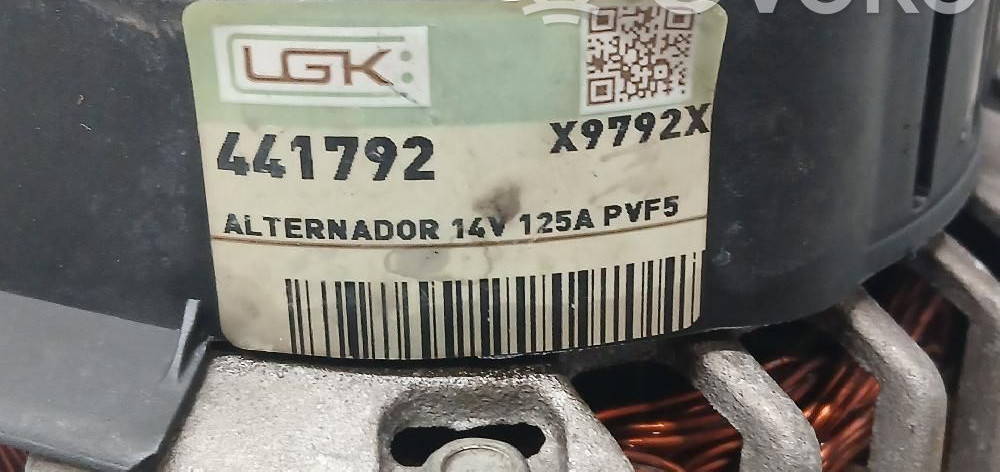 LGK
441792 X9792X
ALTERNADOR 14V 125A PVF5